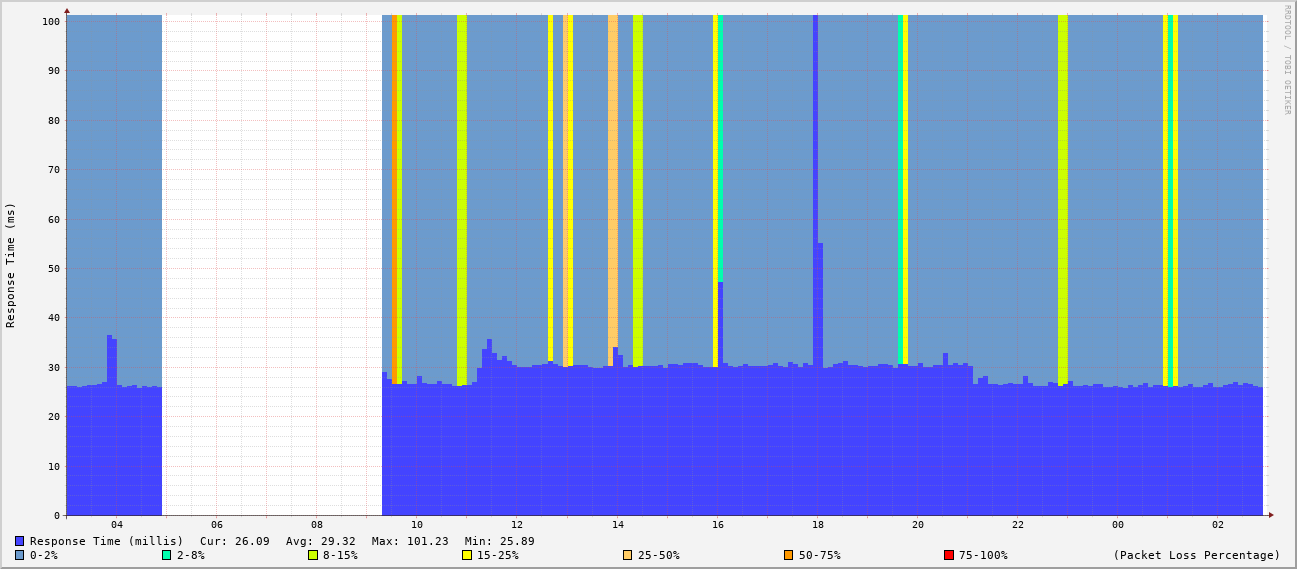 RRDTOOL / TOBI OETIKER
Response Time (ms)
100
90
80
70
60
50
40
30
20
10
0
04 06 08 10 12 14 16 18 20 22 00 02
Response Time (millis) Cur: 26.09 Avg: 29.32 Max: 101.23 Min: 25.89
0-2% 2-8% 8-15% 15-25% 25-50% 50-75% 75-100% (Packet Loss Percentage)